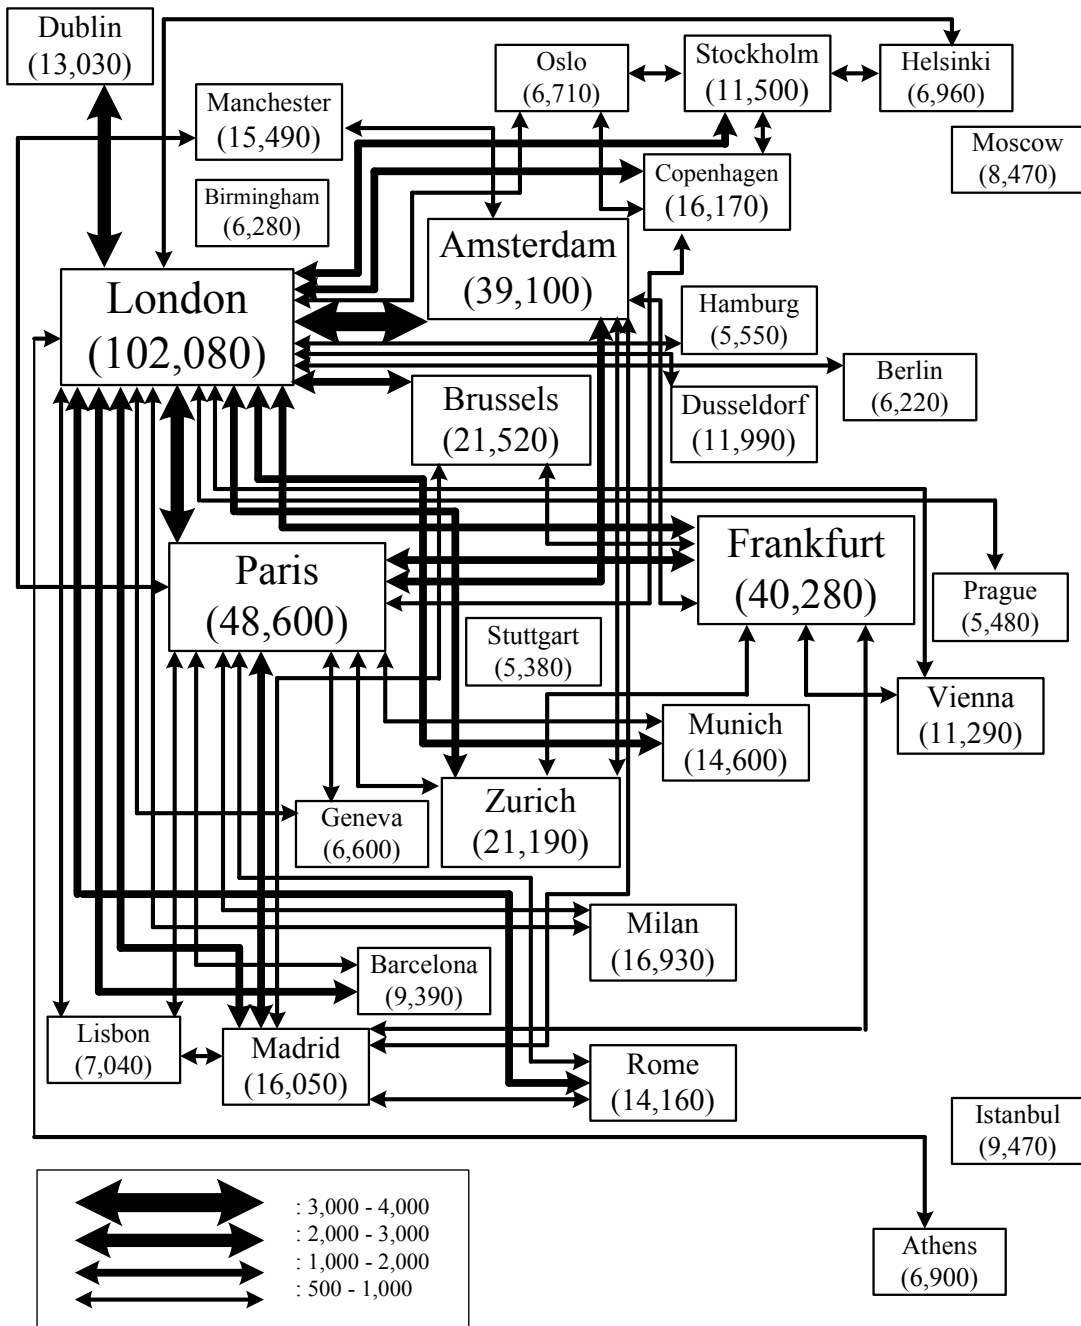 Dublin
(13,030)
Oslo
(6,710)
Stockholm
(11,500)
Helsinki
(6,960)
Manchester
(15,490)
Moscow
(8,470)
Birmingham
(6,280)
Copenhagen
(16,170)
Amsterdam
(39,100)
London
(102,080)
Hamburg
(5,550)
Berlin
(6,220)
Brussels
(21,520)
Dusseldorf
(11,990)
Paris
(48,600)
Frankfurt
(40,280)
Prague
(5,480)
Stuttgart
(5,380)
Vienna
(11,290)
Munich
(14,600)
Zurich
(21,190)
Geneva
(6,600)
Milan
(16,930)
Barcelona
(9,390)
Lisbon
(7,040)
Madrid
(16,050)
Rome
(14,160)
Istanbul
(9,470)
Athens
(6,900)
: 3,000 - 4,000
: 2,000 - 3,000
: 1,000 - 2,000
: 500 - 1,000